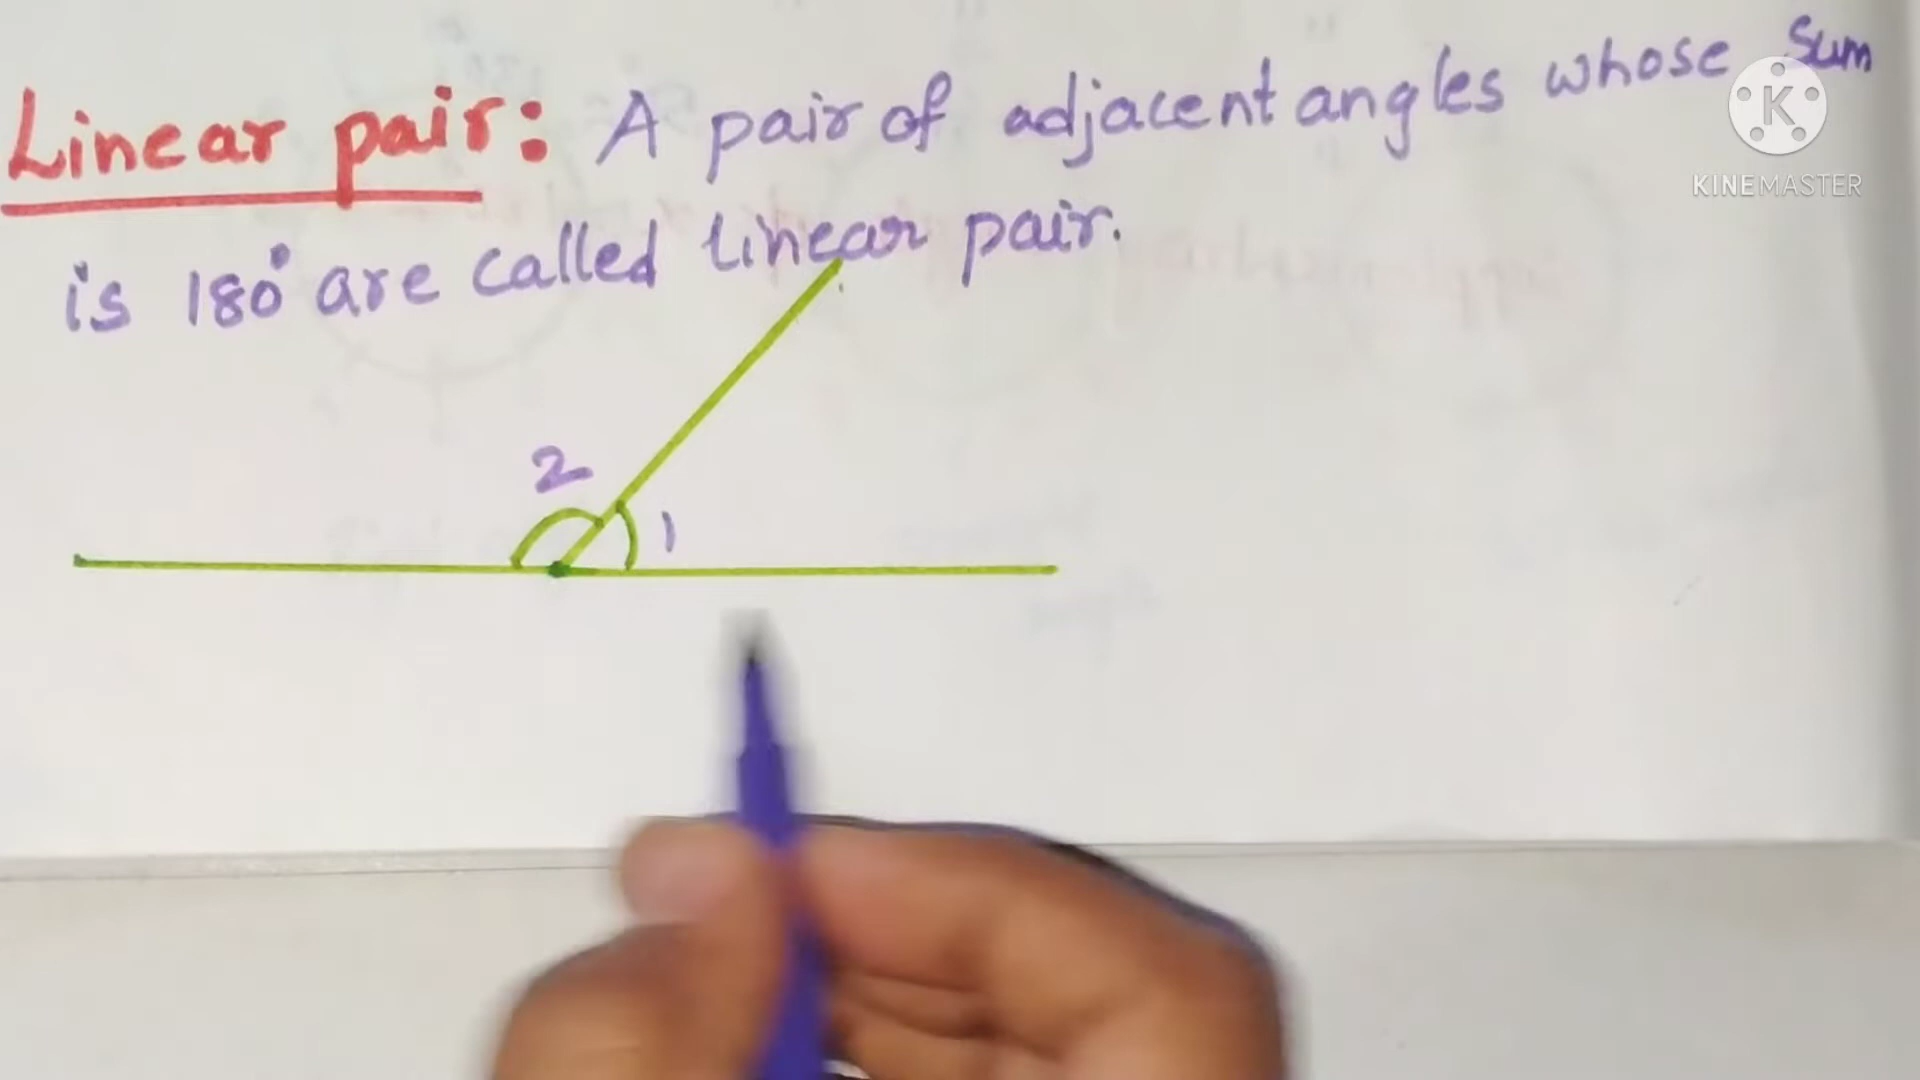 Linear pair: A pair of adjacent angles whose sum
is 180° are called linear pair.
2
1
K
KINEMASTER